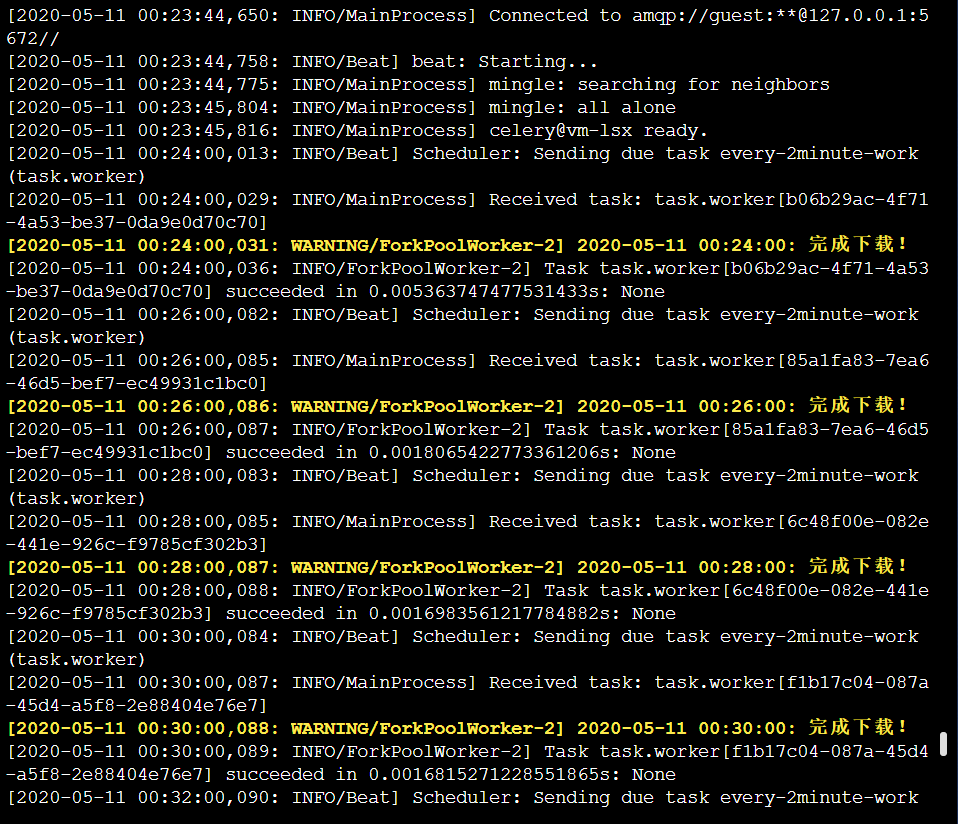 [2020-05-11 00:23:44,650: INFO/MainProcess] Connected to amqp://guest:**@127.0.0.1:5
672//
[2020-05-11 00:23:44,758: INFO/Beat] beat: Starting...
[2020-05-11 00:23:44,775: INFO/MainProcess] mingle: searching for neighbors
[2020-05-11 00:23:45,804: INFO/MainProcess] mingle: all alone
[2020-05-11 00:23:45,816: INFO/MainProcess] celery@vm-lsx ready.
[2020-05-11 00:24:00,013: INFO/Beat] Scheduler: Sending due task every-2minute-work
(task.worker)
[2020-05-11 00:24:00,029: INFO/MainProcess] Received task: task.worker[b06b29ac-4f71
-4a53-be37-0da9e0d70c70]
[2020-05-11 00:24:00,031: WARNING/ForkPoolWorker-2] 2020-05-11 00:24:00: 完成下载!
[2020-05-11 00:24:00,036: INFO/ForkPoolWorker-2] Task task.worker[b06b29ac-4f71-4a53
-be37-0da9e0d70c70] succeeded in 0.005363747477531433s: None
[2020-05-11 00:26:00,082: INFO/Beat] Scheduler: Sending due task every-2minute-work
(task.worker)
[2020-05-11 00:26:00,085: INFO/MainProcess] Received task: task.worker[85a1fa83-7ea6
-46d5-bef7-ec49931c1bc0]
[2020-05-11 00:26:00,086: WARNING/ForkPoolWorker-2] 2020-05-11 00:26:00: 完成下载!
[2020-05-11 00:26:00,087: INFO/ForkPoolWorker-2] Task task.worker[85a1fa83-7ea6-46d5
-bef7-ec49931c1bc0] succeeded in 0.0018065422773361206s: None
[2020-05-11 00:28:00,083: INFO/Beat] Scheduler: Sending due task every-2minute-work
(task.worker)
[2020-05-11 00:28:00,085: INFO/MainProcess] Received task: task.worker[6c48f00e-082e
-441e-926c-f9785cf302b3]
[2020-05-11 00:28:00,087: WARNING/ForkPoolWorker-2] 2020-05-11 00:28:00: 完成下载!
[2020-05-11 00:28:00,088: INFO/ForkPoolWorker-2] Task task.worker[6c48f00e-082e-441e
-926c-f9785cf302b3] succeeded in 0.0016983561217784882s: None
[2020-05-11 00:30:00,084: INFO/Beat] Scheduler: Sending due task every-2minute-work
(task.worker)
[2020-05-11 00:30:00,087: INFO/MainProcess] Received task: task.worker[f1b17c04-087a
-45d4-a5f8-2e88404e76e7]
[2020-05-11 00:30:00,088: WARNING/ForkPoolWorker-2] 2020-05-11 00:30:00: 完成下载!
[2020-05-11 00:30:00,089: INFO/ForkPoolWorker-2] Task task.worker[f1b17c04-087a-45d4
-a5f8-2e88404e76e7] succeeded in 0.0016815271228551865s: None
[2020-05-11 00:32:00,090: INFO/Beat] Scheduler: Sending due task every-2minute-work